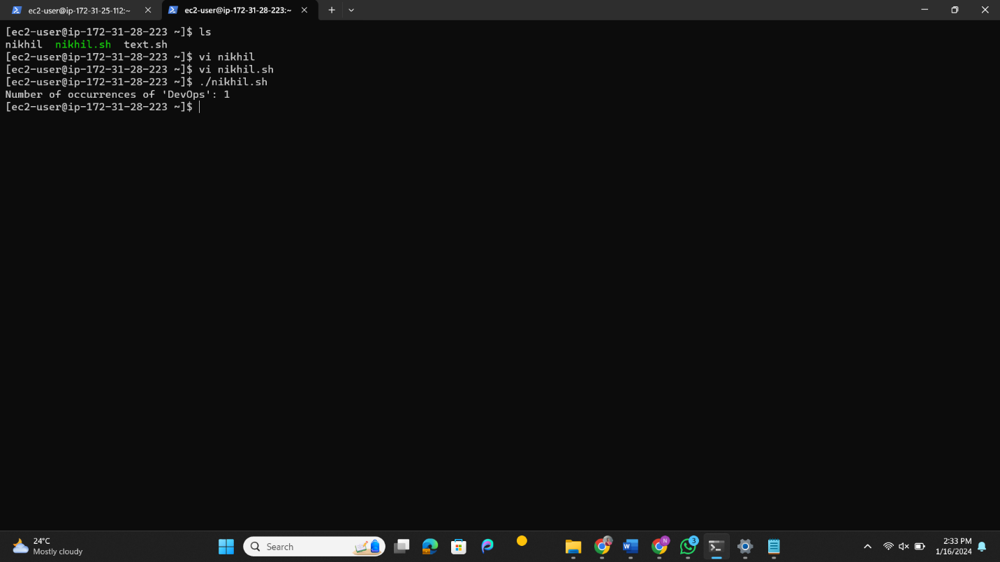 ec2-user@ip-172-31-25-112:~
ec2-user@ip-172-31-28-223:~
[ec2-user@ip-172-31-28-223 ~]$ ls
nikhil  nikhil.sh  text.sh
[ec2-user@ip-172-31-28-223 ~]$ vi nikhil
[ec2-user@ip-172-31-28-223 ~]$ vi nikhil.sh
[ec2-user@ip-172-31-28-223 ~]$ ./nikhil.sh
Number of occurrences of 'DevOps': 1
[ec2-user@ip-172-31-28-223 ~]$
24°C
Mostly cloudy
Search
W
N
3
2:33 PM
1/16/2024